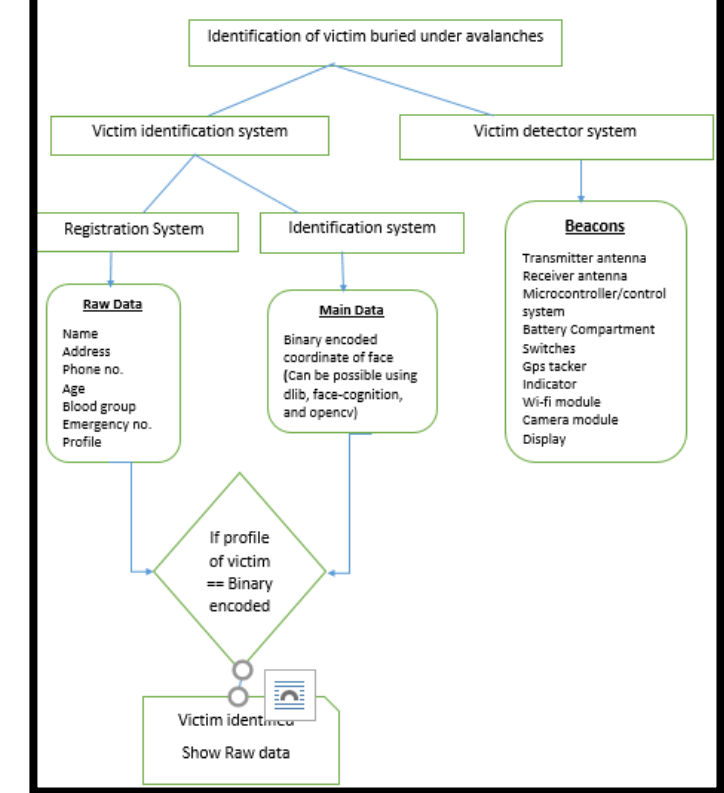 Identification of victim buried under avalanches
Victim identification system
Victim detector system
Registration System
Identification system
Raw Data
Name
Address
Phone no.
Age
Blood group
Emergency no.
Profile
Main Data
Binary encoded
coordinate of face
(Can be possible using
dlib, face-cognition,
and opencv)
Beacons
Transmitter antenna
Receiver antenna
Microcontroller/control
system
Battery Compartment
Switches
Gps tacker
Indicator
Wi-fi module
Camera module
Display
If profile
of victim
== Binary
encoded
Victim identified
Show Raw data